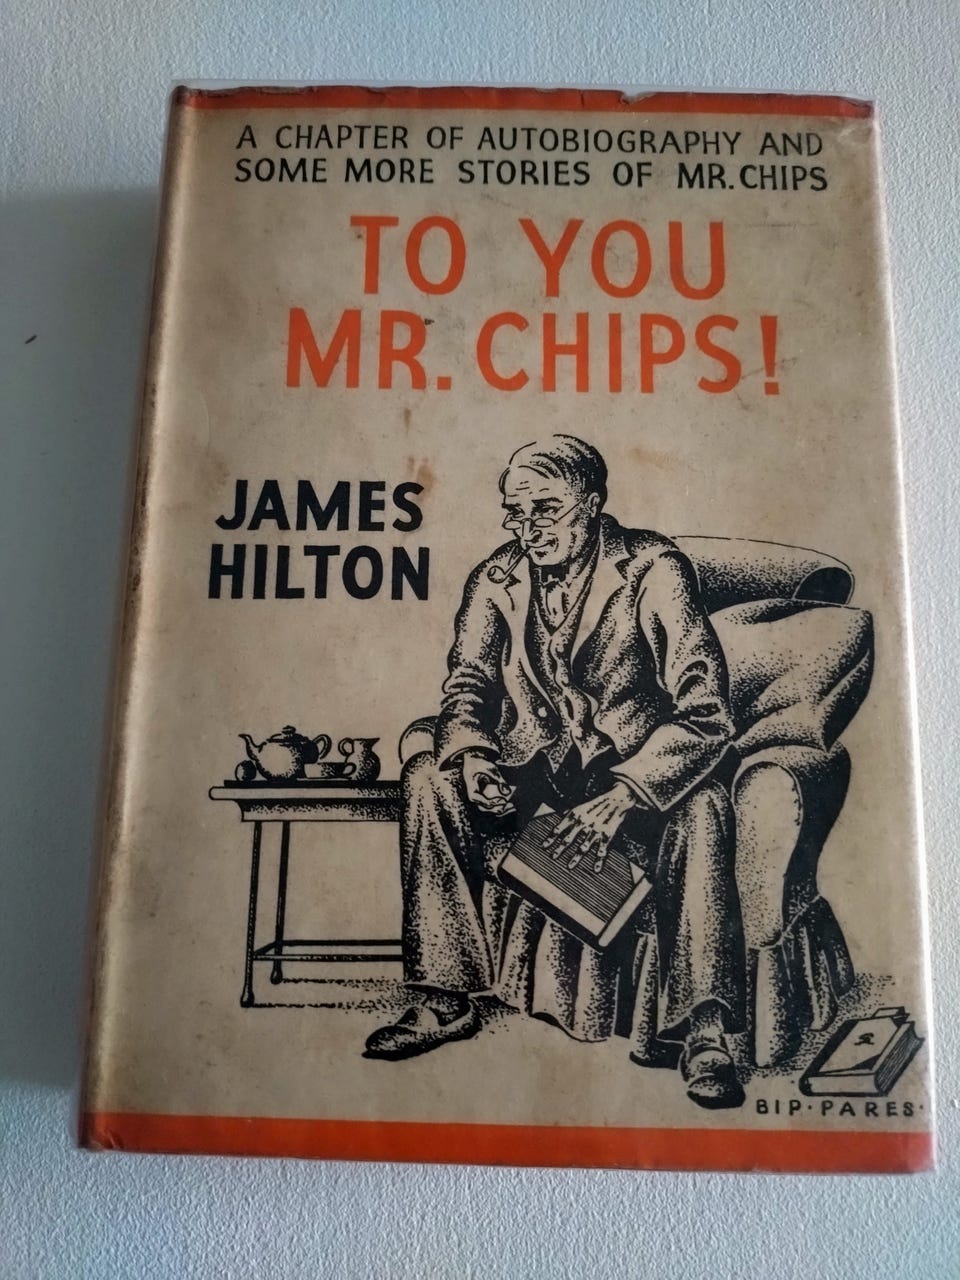 A CHAPTER OF AUTOBIOGRAPHY AND
SOME MORE STORIES OF MR. CHIPS
TO YOU
MR. CHIPS!
JAMES
HILTON
BIP·PARES·